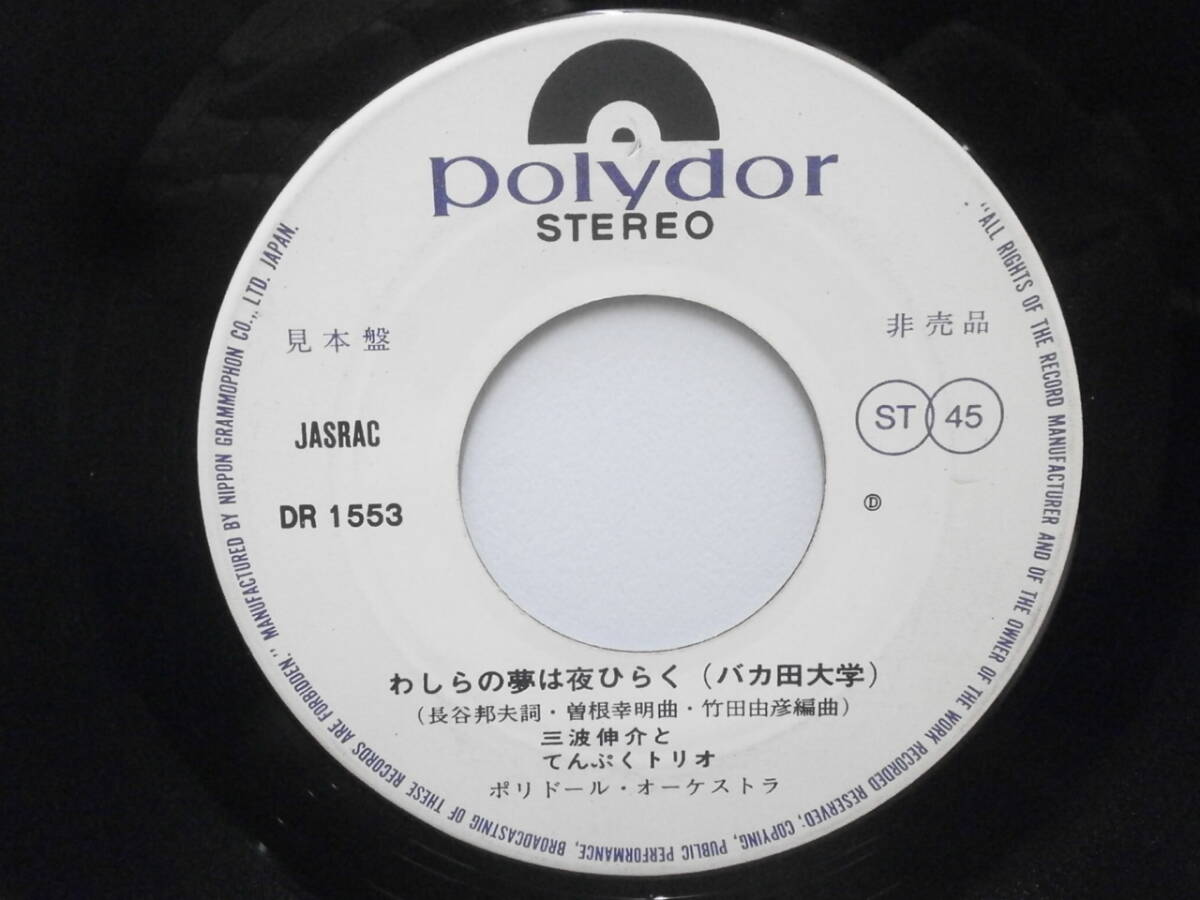 polydor
STEREO
見本盤
非売品
JASRAC
ST 45
DR 1553
Ⓓ
わしらの夢は夜ひらく(バカ田大学)
(長谷邦夫詞・曽根幸明曲・竹田由彦編曲)
三波伸介と
てんぷくトリオ
ポリドール・オーケストラ
"ALL RIGHTS OF THE RECORD MANUFACTURER AND OF THE OWNER OF THE WORK RECORDED RESERVED; COPYING, PUBLIC PERFORMANCE, BROADCASTNIG OF THESE RECORDS ARE FORBIDDEN." MANUFACTURED BY NIPPON GRAMMOPHON CO., LTD. JAPAN.